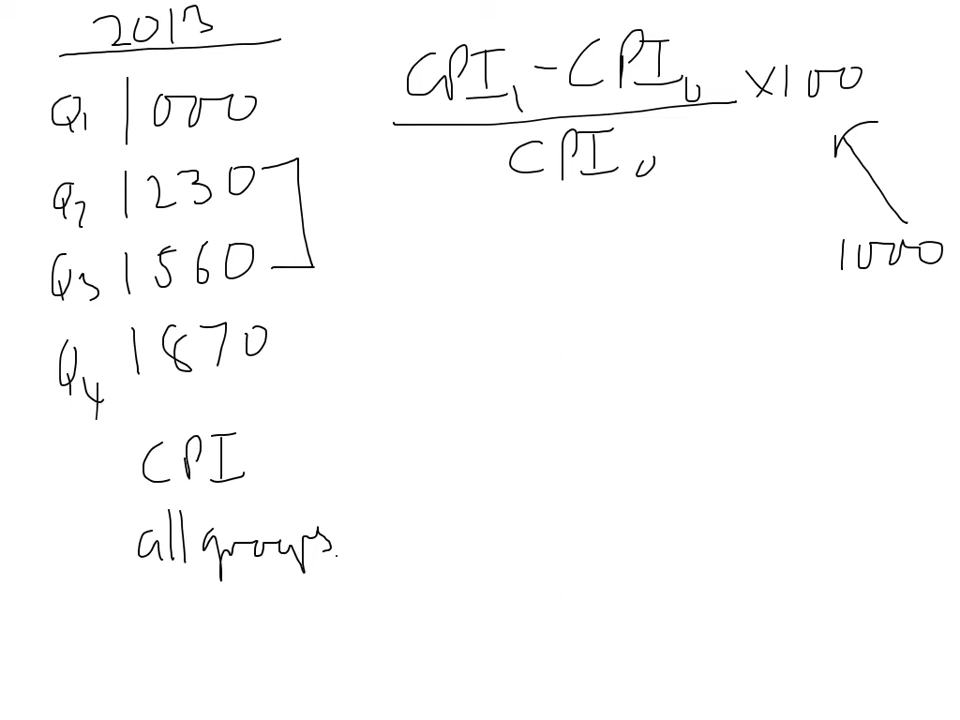 2013
Q1 1000
Q2 1230
Q3 1560
Q4 1870
CPI
all groups.
CPI1 - CPI0 x100
CPI0
1000